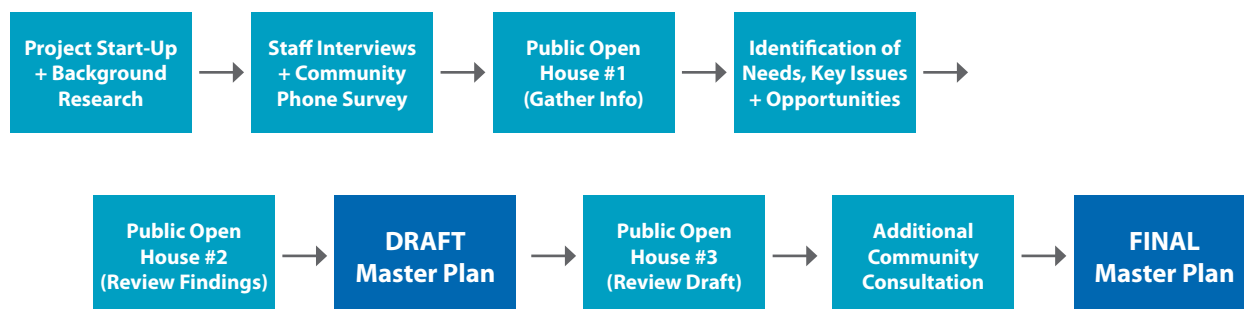 Project Start-Up
+ Background
Research
Staff Interviews
+ Community
Phone Survey
Public Open
House #1
(Gather Info)
Identification of
Needs, Key Issues
+ Opportunities
Public Open
House #2
(Review Findings)
DRAFT
Master Plan
Public Open
House #3
(Review Draft)
Additional
Community
Consultation
FINAL
Master Plan